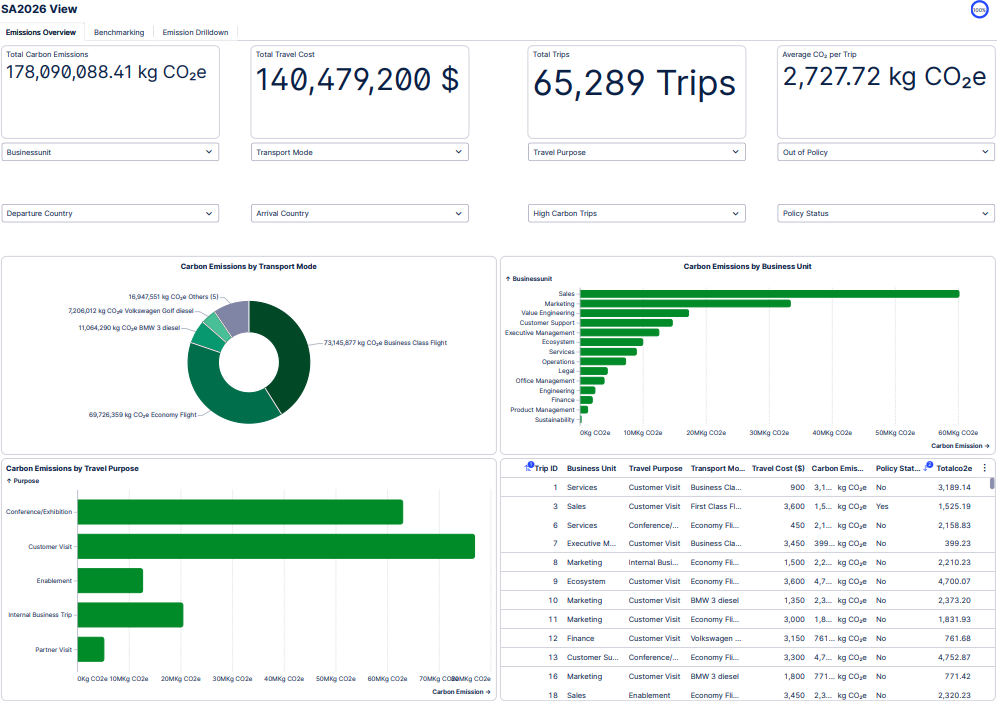 SA2026 View
100%
Emissions Overview Benchmarking Emission Drilldown
Total Carbon Emissions
178,090,088.41 kg CO₂e
Total Travel Cost
140,479,200 $
Total Trips
65,289 Trips
Average CO₂ per Trip
2,727.72 kg CO₂e
Businessunit
Transport Mode
Travel Purpose
Out of Policy
Departure Country
Arrival Country
High Carbon Trips
Policy Status
Carbon Emissions by Transport Mode
16,947,551 kg CO₂e Others (5)
7,206,012 kg CO₂e Volkswagen Golf diesel
11,064,290 kg CO₂e BMW 3 diesel
73,145,877 kg CO₂e Business Class Flight
69,726,359 kg CO₂e Economy Flight
Carbon Emissions by Business Unit
↑ Businessunit
Sales
Marketing
Value Engineering
Customer Support
Executive Management
Ecosystem
Services
Operations
Legal
Office Management
Engineering
Finance
Product Management
Sustainability
0Kg CO2e 10MKg CO2e 20MKg CO2e 30MKg CO2e 40MKg CO2e 50MKg CO2e 60MKg CO2e
Carbon Emission →
Carbon Emissions by Travel Purpose
↑ Purpose
Conference/Exhibition
Customer Visit
Enablement
Internal Business Trip
Partner Visit
0Kg CO2e 10MKg CO2e 20MKg CO2e 30MKg CO2e 40MKg CO2e 50MKg CO2e 60MKg CO2e 70MKg CO2e 80MKg CO2e
Carbon Emission →
1 Trip ID Business Unit Travel Purpose Transport Mo... Travel Cost ($) Carbon Emis... Policy Stat... 2 Totalco2e
1 Services Customer Visit Business Cla... 900 3,1... kg CO₂e No 3,189.14
3 Sales Customer Visit First Class Fl... 3,600 1,5... kg CO₂e Yes 1,525.19
6 Services Conference/... Economy Fli... 450 2,1... kg CO₂e No 2,158.83
7 Executive M... Customer Visit Business Cla... 3,450 399... kg CO₂e No 399.23
8 Marketing Internal Busi... Economy Fli... 1,500 2,2... kg CO₂e No 2,210.23
9 Ecosystem Customer Visit Economy Fli... 3,600 4,7... kg CO₂e No 4,700.07
10 Marketing Customer Visit BMW 3 diesel 1,350 2,3... kg CO₂e No 2,373.20
11 Marketing Customer Visit Economy Fli... 3,000 1,8... kg CO₂e No 1,831.93
12 Finance Customer Visit Volkswagen ... 3,150 761... kg CO₂e No 761.68
13 Customer Su... Conference/... Economy Fli... 3,300 4,7... kg CO₂e No 4,752.87
16 Marketing Customer Visit BMW 3 diesel 1,800 771... kg CO₂e No 771.42
18 Sales Enablement Economy Fli... 3,450 2,3... kg CO₂e No 2,320.23